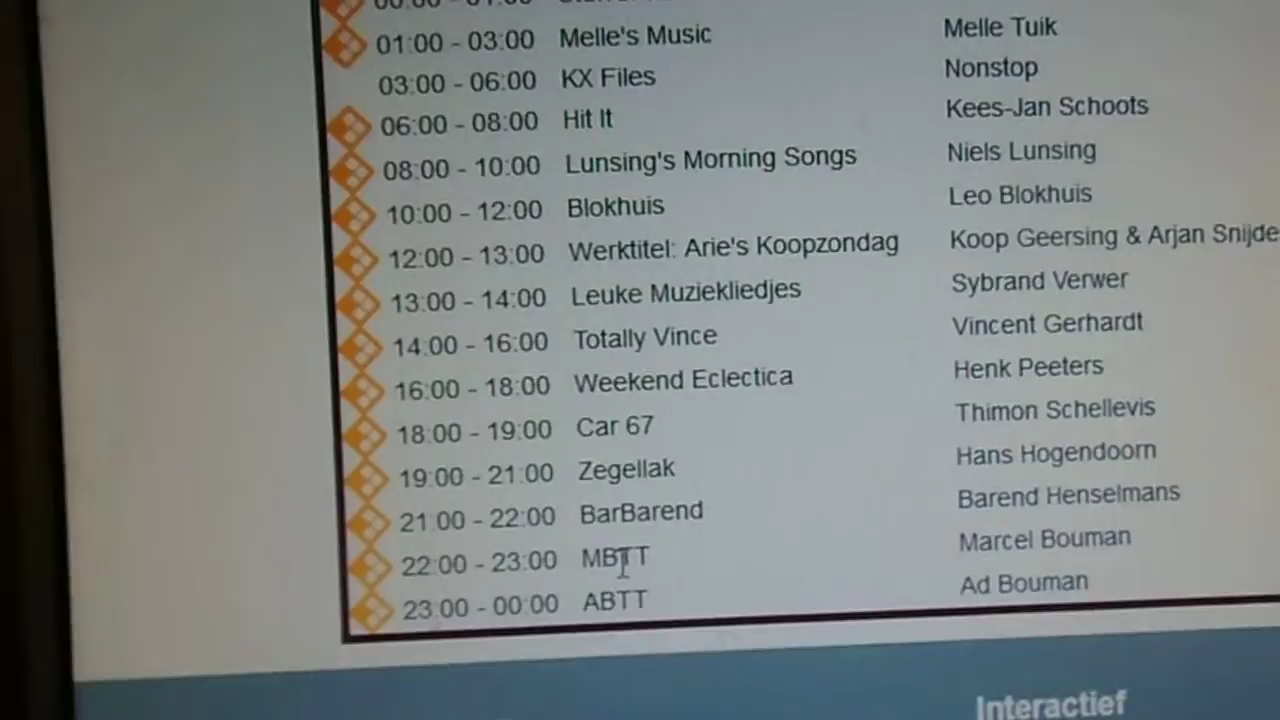 01:00 - 03:00 Melle's Music Melle Tuik
03:00 - 06:00 KX Files Nonstop
06:00 - 08:00 Hit It Kees-Jan Schoots
08:00 - 10:00 Lunsing's Morning Songs Niels Lunsing
10:00 - 12:00 Blokhuis Leo Blokhuis
12:00 - 13:00 Werktitel: Arie's Koopzondag Koop Geersing & Arjan Snijde
13:00 - 14:00 Leuke Muziekliedjes Sybrand Verwer
14:00 - 16:00 Totally Vince Vincent Gerhardt
16:00 - 18:00 Weekend Eclectica Henk Peeters
18:00 - 19:00 Car 67 Thimon Schellevis
19:00 - 21:00 Zegellak Hans Hogendoorn
21:00 - 22:00 BarBarend Barend Henselmans
22:00 - 23:00 MBTT Marcel Bouman
23:00 - 00:00 ABTT Ad Bouman
Interactief